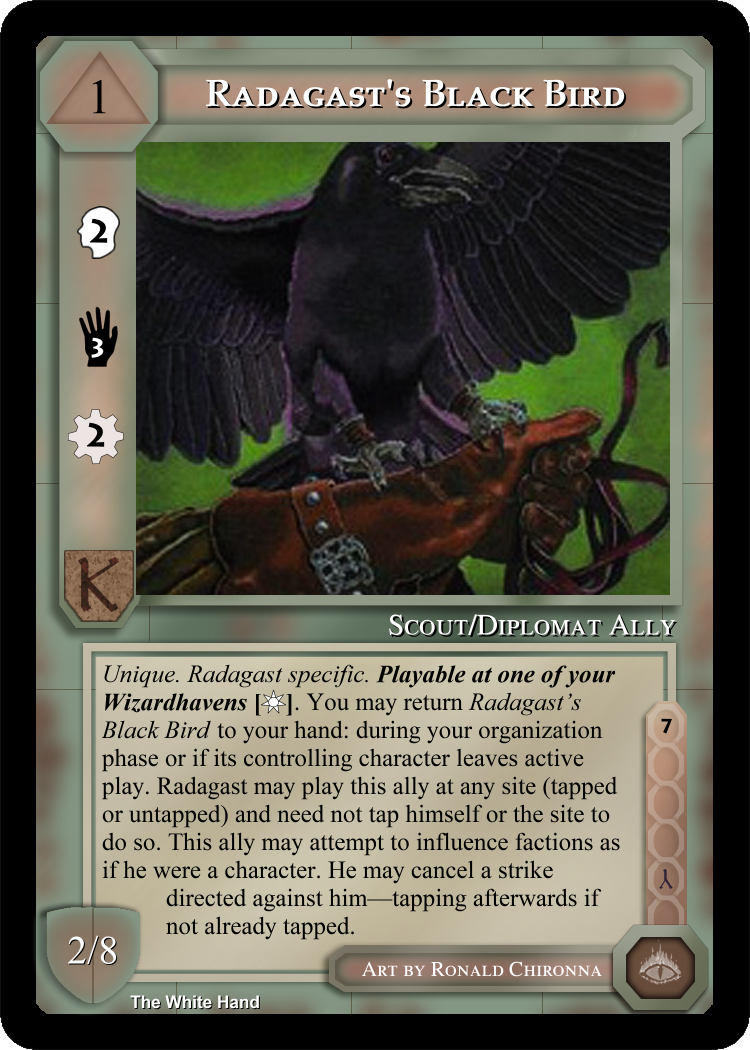 1
Radagast's Black Bird
2
3
2
K
Scout/Diplomat Ally
Unique. Radagast specific. Playable at one of your
Wizardhavens [ ]. You may return Radagast's
Black Bird to your hand: during your organization
phase or if its controlling character leaves active
play. Radagast may play this ally at any site (tapped
or untapped) and need not tap himself or the site to
do so. This ally may attempt to influence factions as
if he were a character. He may cancel a strike
directed against him—tapping afterwards if
not already tapped.
7
2/8
Art by Ronald Chironna
The White Hand